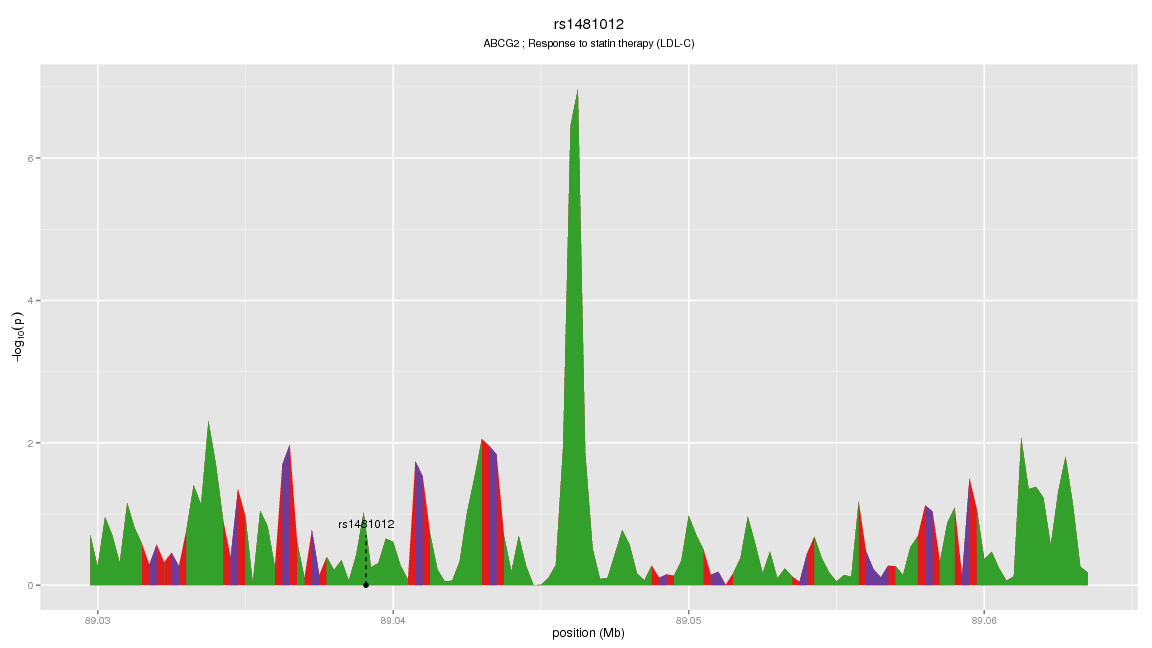 rs1481012
ABCG2 ; Response to statin therapy (LDL-C)
−log10(p)
6
4
2
0
rs1481012
89.03
89.04
89.05
89.06
position (Mb)